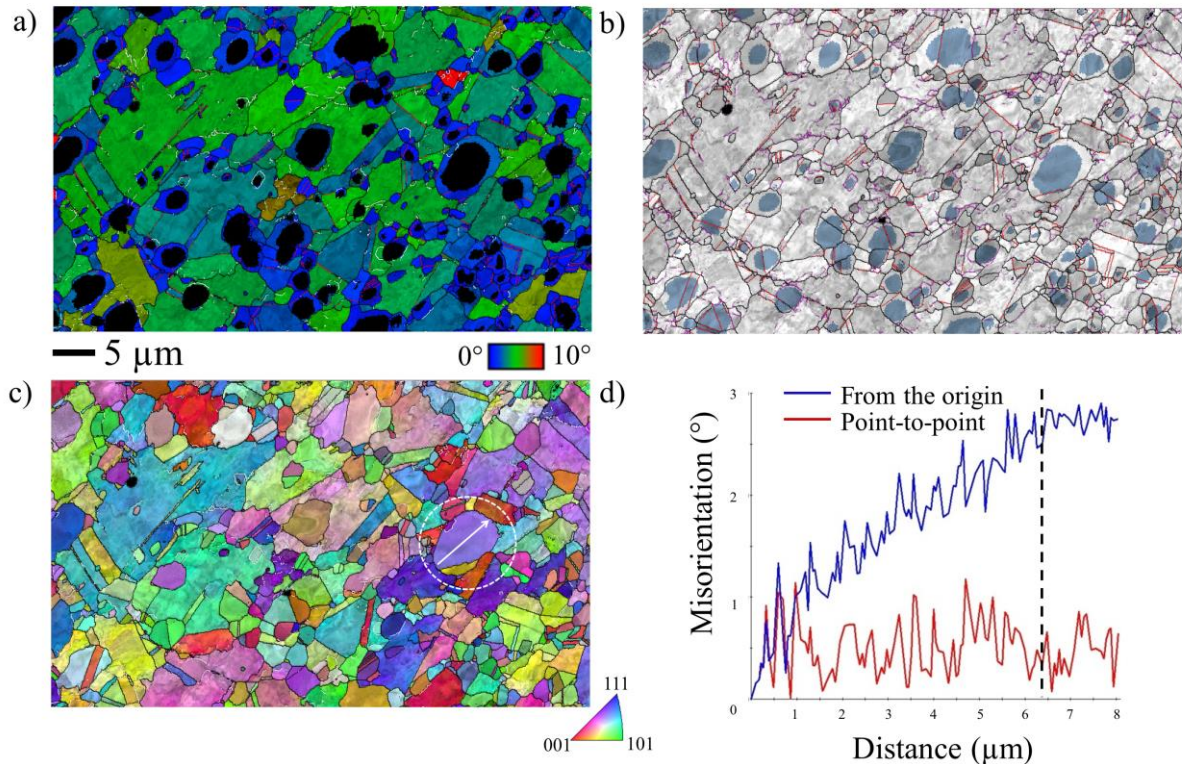 a)
b)
5 µm
0°
10°
c)
111
001
101
d)
From the origin
Point-to-point
Misorientation (°)
3
2
1
0
1
2
3
4
5
6
7
8
Distance (µm)